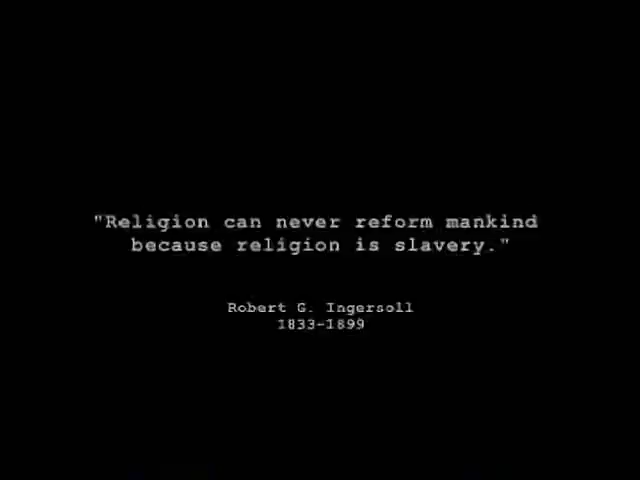 "Religion can never reform mankind
because religion is slavery."
Robert G. Ingersoll
1833-1899